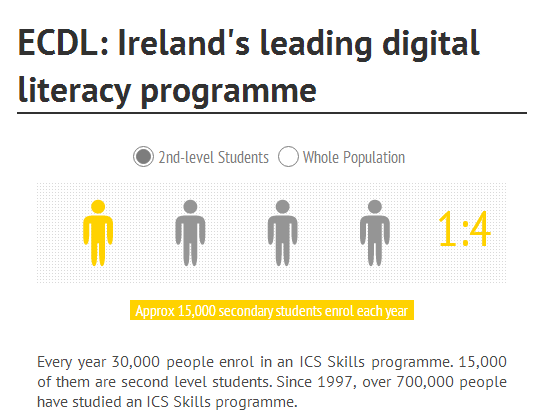 ECDL: Ireland's leading digital
literacy programme
2nd-level Students Whole Population
1:4
Approx 15,000 secondary students enrol each year
Every year 30,000 people enrol in an ICS Skills programme. 15,000
of them are second level students. Since 1997, over 700,000 people
have studied an ICS Skills programme.